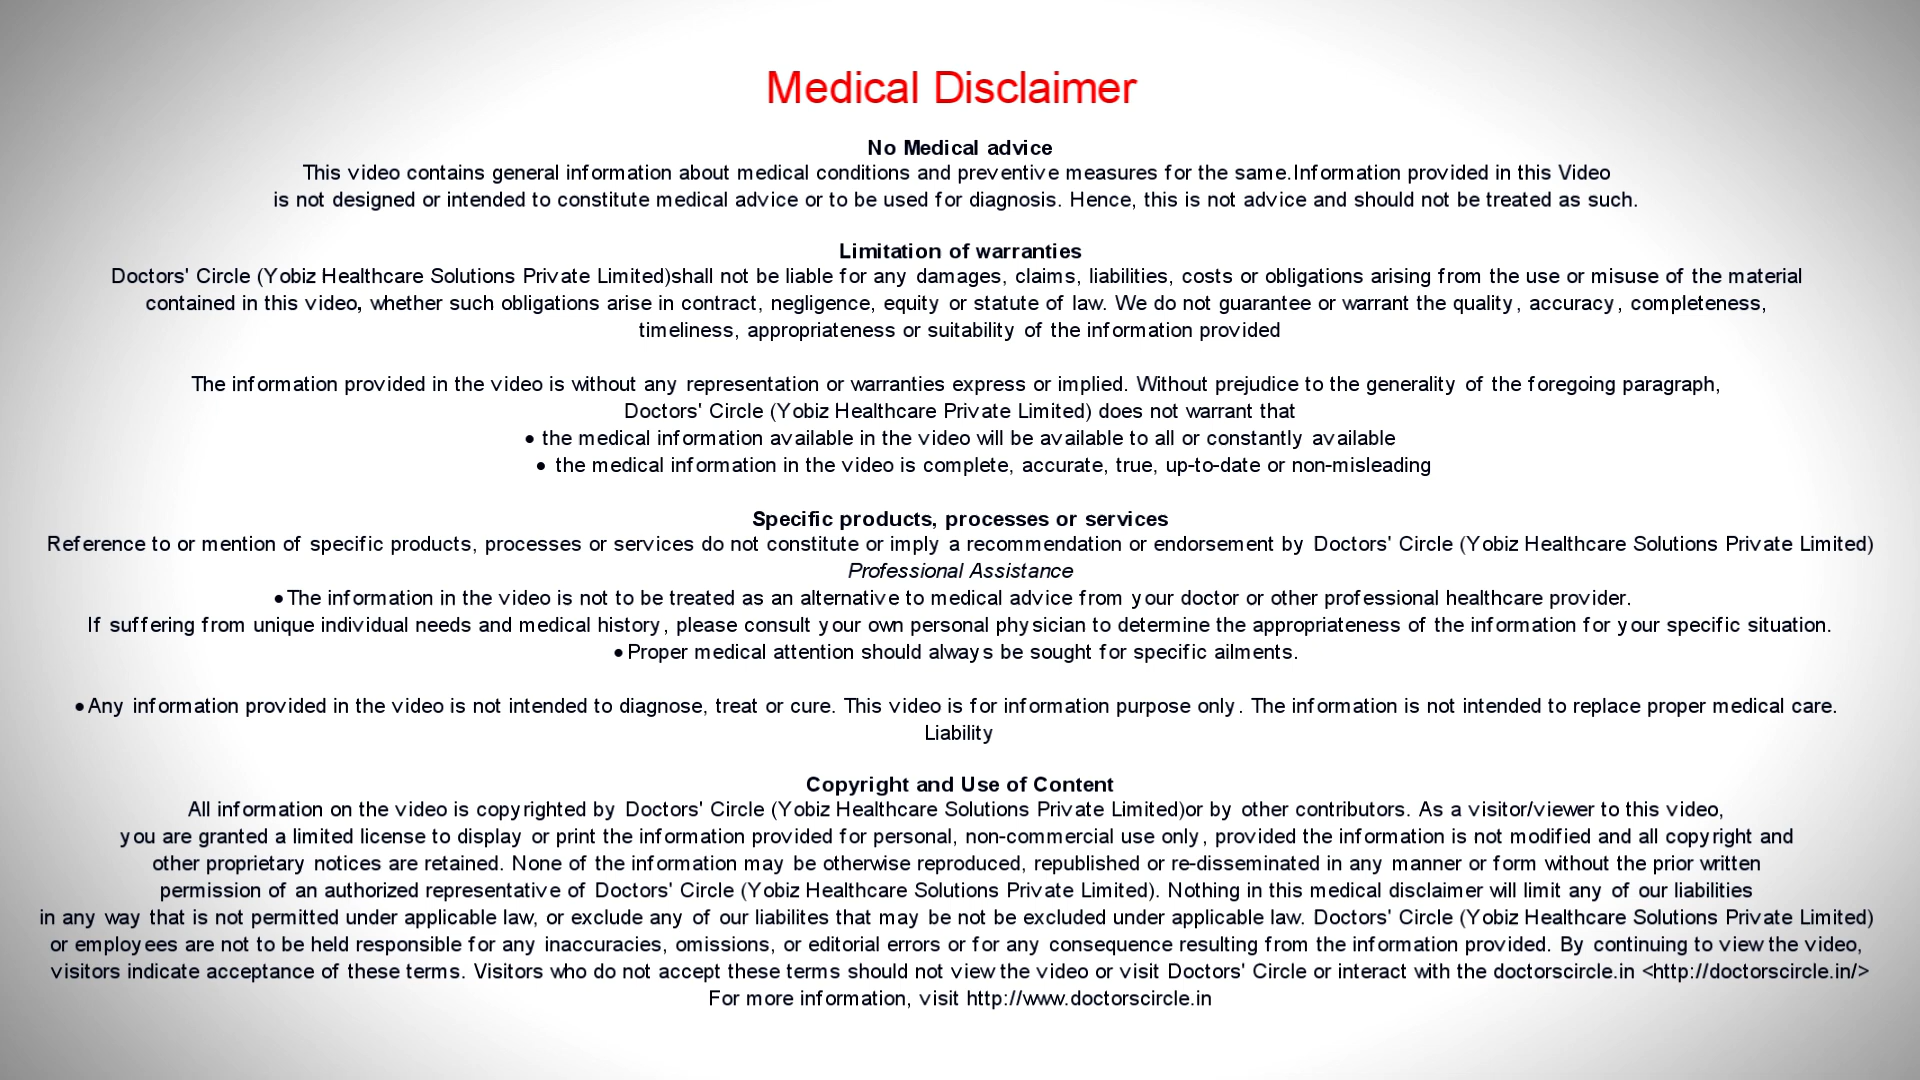 Medical Disclaimer
No Medical advice
This video contains general information about medical conditions and preventive measures for the same.Information provided in this Video
is not designed or intended to constitute medical advice or to be used for diagnosis. Hence, this is not advice and should not be treated as such.
Limitation of warranties
Doctors' Circle (Yobiz Healthcare Solutions Private Limited)shall not be liable for any damages, claims, liabilities, costs or obligations arising from the use or misuse of the material
contained in this video, whether such obligations arise in contract, negligence, equity or statute of law. We do not guarantee or warrant the quality, accuracy, completeness,
timeliness, appropriateness or suitability of the information provided
The information provided in the video is without any representation or warranties express or implied. Without prejudice to the generality of the foregoing paragraph,
Doctors' Circle (Yobiz Healthcare Private Limited) does not warrant that
• the medical information available in the video will be available to all or constantly available
• the medical information in the video is complete, accurate, true, up-to-date or non-misleading
Specific products, processes or services
Reference to or mention of specific products, processes or services do not constitute or imply a recommendation or endorsement by Doctors' Circle (Yobiz Healthcare Solutions Private Limited)
Professional Assistance
•The information in the video is not to be treated as an alternative to medical advice from your doctor or other professional healthcare provider.
If suffering from unique individual needs and medical history, please consult your own personal physician to determine the appropriateness of the information for your specific situation.
•Proper medical attention should always be sought for specific ailments.
•Any information provided in the video is not intended to diagnose, treat or cure. This video is for information purpose only. The information is not intended to replace proper medical care.
Liability
Copyright and Use of Content
All information on the video is copyrighted by Doctors' Circle (Yobiz Healthcare Solutions Private Limited)or by other contributors. As a visitor/viewer to this video,
you are granted a limited license to display or print the information provided for personal, non-commercial use only, provided the information is not modified and all copyright and
other proprietary notices are retained. None of the information may be otherwise reproduced, republished or re-disseminated in any manner or form without the prior written
permission of an authorized representative of Doctors' Circle (Yobiz Healthcare Solutions Private Limited). Nothing in this medical disclaimer will limit any of our liabilities
in any way that is not permitted under applicable law, or exclude any of our liabilites that may be not be excluded under applicable law. Doctors' Circle (Yobiz Healthcare Solutions Private Limited)
or employees are not to be held responsible for any inaccuracies, omissions, or editorial errors or for any consequence resulting from the information provided. By continuing to view the video,
visitors indicate acceptance of these terms. Visitors who do not accept these terms should not view the video or visit Doctors' Circle or interact with the doctorscircle.in <http://doctorscircle.in/>
For more information, visit http://www.doctorscircle.in